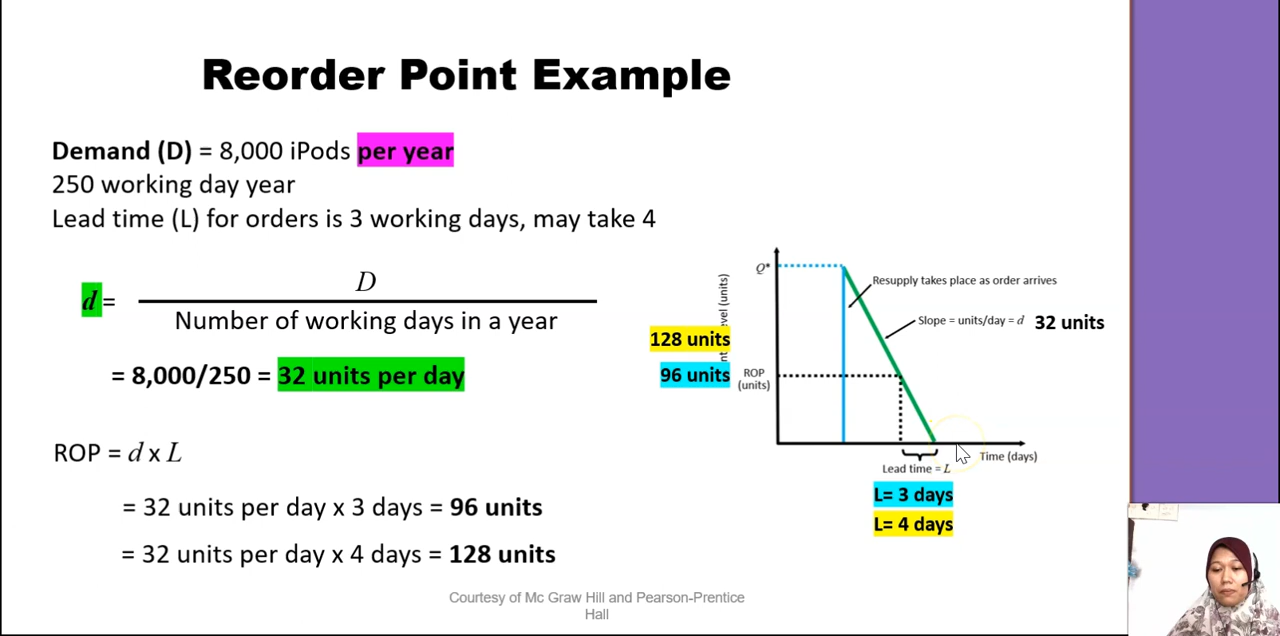 Reorder Point Example
Demand (D) = 8,000 iPods per year
250 working day year
Lead time (L) for orders is 3 working days, may take 4
D
d =
Number of working days in a year
= 8,000/250 = 32 units per day
ROP = d x L
= 32 units per day x 3 days = 96 units
= 32 units per day x 4 days = 128 units
Q*
Resupply takes place as order arrives
Slope = units/day = d 32 units
(units)
128 units
96 units
ROP
(units)
Time (days)
Lead time = L
L= 3 days
L= 4 days
Courtesy of Mc Graw Hill and Pearson-Prentice
Hall